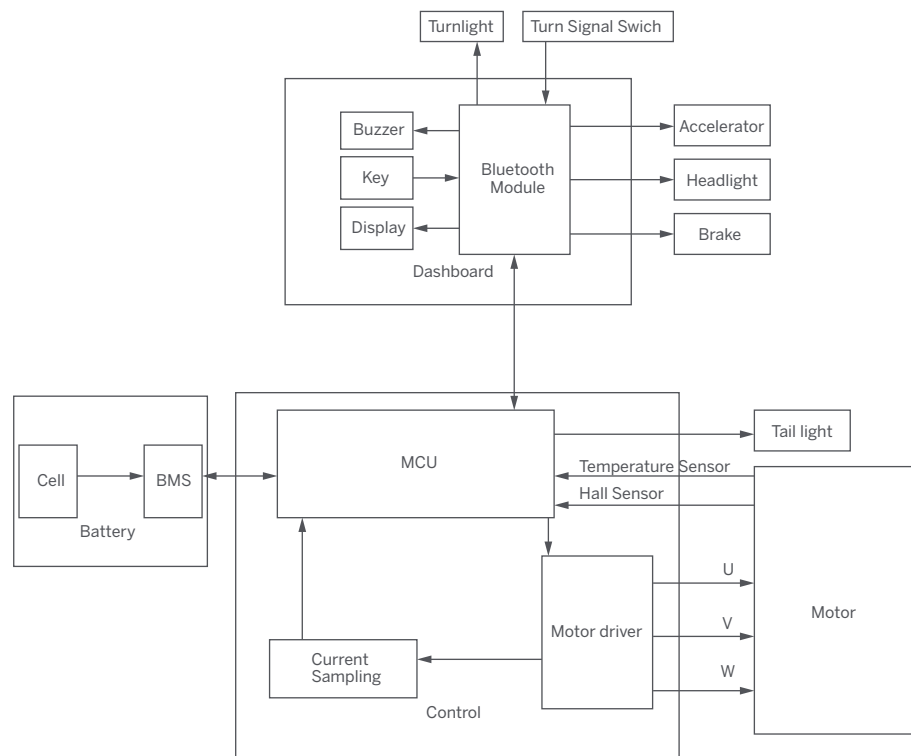 Turnlight
Turn Signal Swich
Buzzer
Accelerator
Key
Bluetooth
Module
Headlight
Display
Brake
Dashboard
Tail light
MCU
Temperature Sensor
Cell
BMS
Hall Sensor
Battery
U
Motor
V
Motor driver
Current
Sampling
W
Control